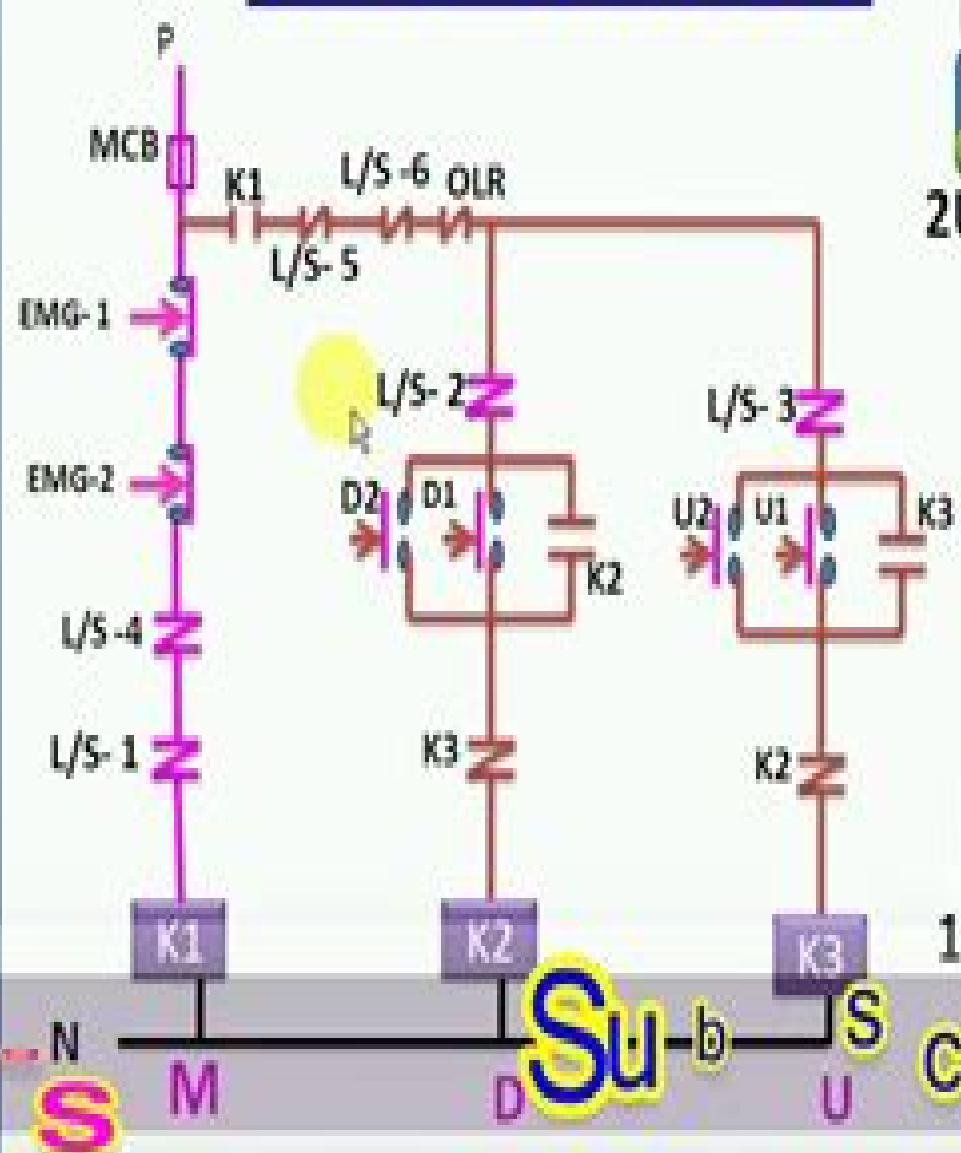 P
MCB
K1
L/S -6
OLR
L/S- 5
EMG- 1
L/S- 2
L/S- 3
EMG-2
D2
D1
K2
U2
U1
K3
L/S -4
L/S- 1
K3
K2
K1
K2
K3
N
M
D
U
S
Su b S c